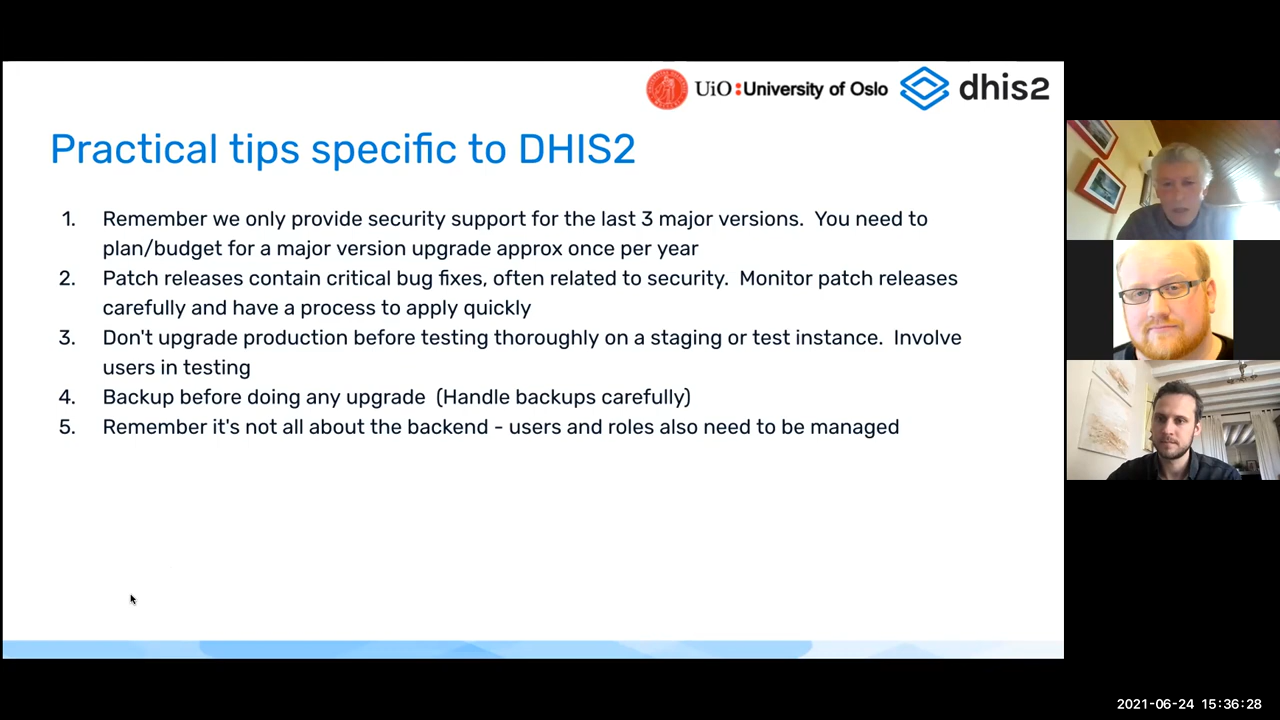 UiO:University of Oslo
dhis2
Practical tips specific to DHIS2
1. Remember we only provide security support for the last 3 major versions.  You need to
plan/budget for a major version upgrade approx once per year
2. Patch releases contain critical bug fixes, often related to security.  Monitor patch releases
carefully and have a process to apply quickly
3. Don't upgrade production before testing thoroughly on a staging or test instance.  Involve
users in testing
4. Backup before doing any upgrade  (Handle backups carefully)
5. Remember it's not all about the backend - users and roles also need to be managed
2021-06-24 15:36:28